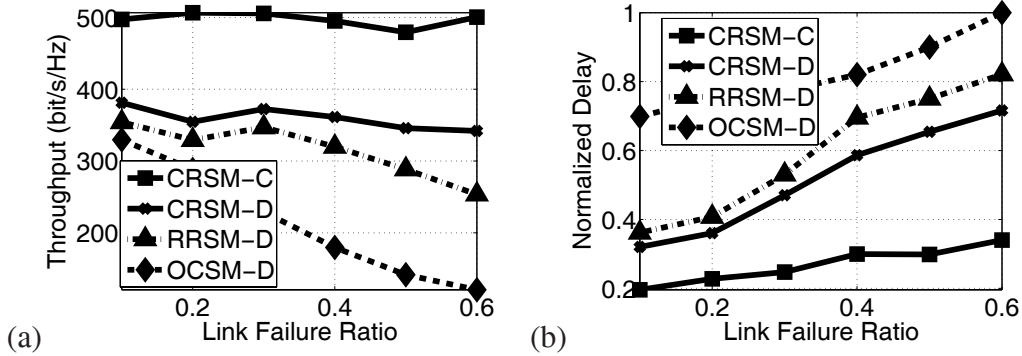 500
400
300
200
Throughput (bit/s/Hz)
CRSM−C
CRSM−D
RRSM−D
OCSM−D
0.2
0.4
0.6
Link Failure Ratio
(a)
1
0.8
0.6
0.4
0.2
Normalized Delay
CRSM−C
CRSM−D
RRSM−D
OCSM−D
0.2
0.4
0.6
Link Failure Ratio
(b)